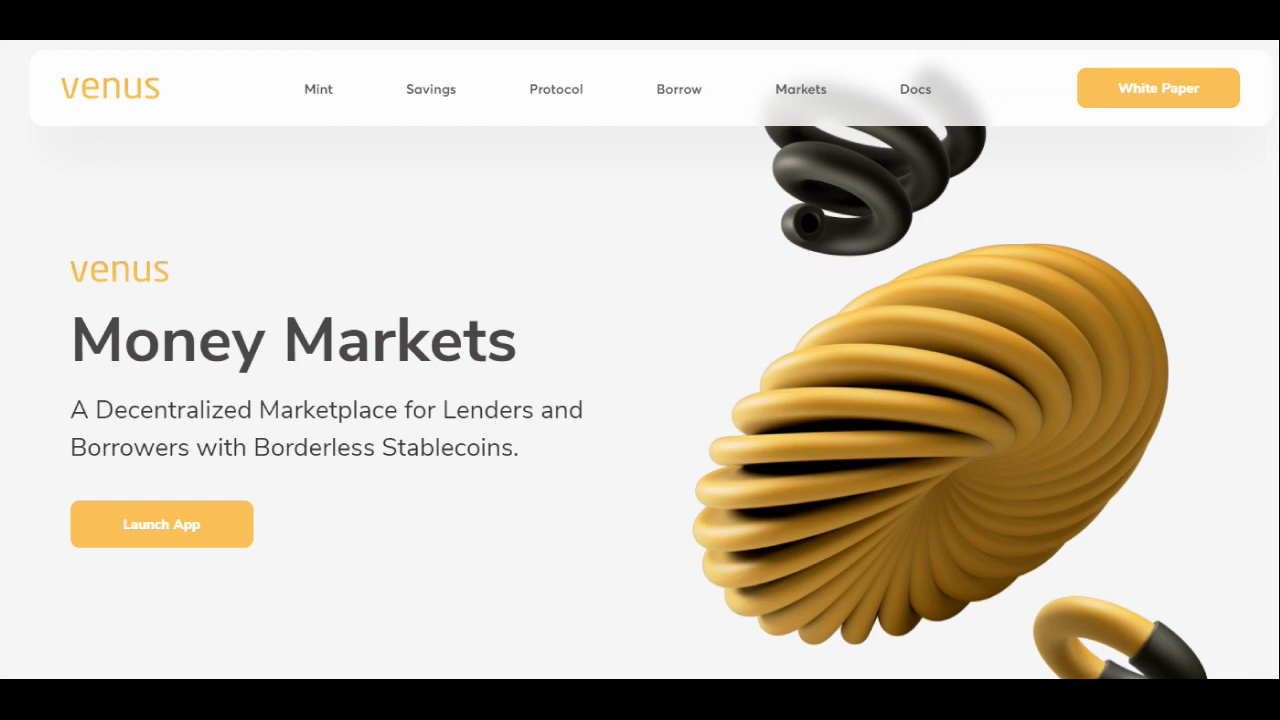 venus
Mint
Savings
Protocol
Borrow
Markets
Docs
White Paper
venus
Money Markets
A Decentralized Marketplace for Lenders and
Borrowers with Borderless Stablecoins.
Launch App